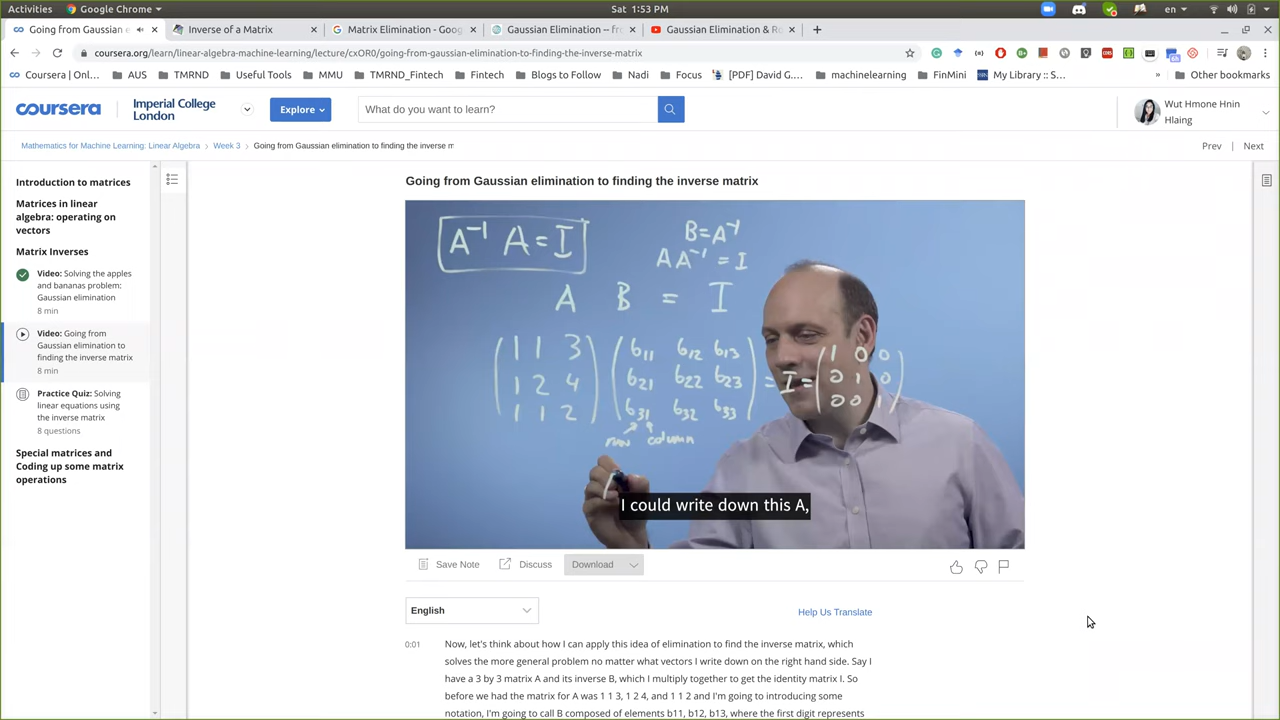 Activities
Google Chrome
Sat 1:53 PM
en
Going from Gaussian e
Inverse of a Matrix
Matrix Elimination - Goog
Gaussian Elimination -- fr
Gaussian Elimination & Ro
coursera.org/learn/linear-algebra-machine-learning/lecture/cxOR0/going-from-gaussian-elimination-to-finding-the-inverse-matrix
Coursera | Onl…
AUS
TMRND
Useful Tools
MMU
TMRND_Fintech
Fintech
Blogs to Follow
Nadi
Focus
[PDF] David G.…
machinelearning
FinMini
My Library :: S…
»
Other bookmarks
coursera
Imperial College
London
Explore
What do you want to learn?
Wut Hmone Hnin
Hlaing
Mathematics for Machine Learning: Linear Algebra > Week 3 > Going from Gaussian elimination to finding the inverse m
Prev | Next
Introduction to matrices
Matrices in linear
algebra: operating on
vectors
Matrix Inverses
Video: Solving the apples
and bananas problem:
Gaussian elimination
8 min
Video: Going from
Gaussian elimination to
finding the inverse matrix
8 min
Practice Quiz: Solving
linear equations using
the inverse matrix
8 questions
Special matrices and
Coding up some matrix
operations
Going from Gaussian elimination to finding the inverse matrix
A⁻¹ A = I
B = A⁻¹
A A⁻¹ = I
A B = I
( 1 1 3 ) ( b11 b12 b13 ) ( 1 0 0 )
( 1 2 4 ) ( b21 b22 b23 ) = I = ( 0 1 0 )
( 1 1 2 ) ( b31 b32 b33 ) ( 0 0 1 )
row column
I could write down this A,
Save Note
Discuss
Download
English
Help Us Translate
0:01
Now, let's think about how I can apply this idea of elimination to find the inverse matrix, which
solves the more general problem no matter what vectors I write down on the right hand side. Say I
have a 3 by 3 matrix A and its inverse B, which I multiply together to get the identity matrix I. So
before we had the matrix for A was 1 1 3, 1 2 4, and 1 1 2 and I'm going to introducing some
notation, I'm going to call B composed of elements b11, b12, b13, where the first digit represents